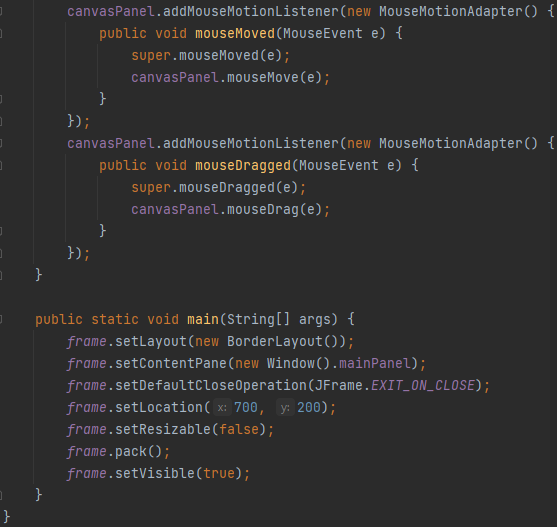 canvasPanel.addMouseMotionListener(new MouseMotionAdapter() {
public void mouseMoved(MouseEvent e) {
super.mouseMoved(e);
canvasPanel.mouseMove(e);
}
});
canvasPanel.addMouseMotionListener(new MouseMotionAdapter() {
public void mouseDragged(MouseEvent e) {
super.mouseDragged(e);
canvasPanel.mouseDrag(e);
}
});
}
public static void main(String[] args) {
frame.setLayout(new BorderLayout());
frame.setContentPane(new Window().mainPanel);
frame.setDefaultCloseOperation(JFrame.EXIT_ON_CLOSE);
frame.setLocation( x: 700, y: 200);
frame.setResizable(false);
frame.pack();
frame.setVisible(true);
}
}